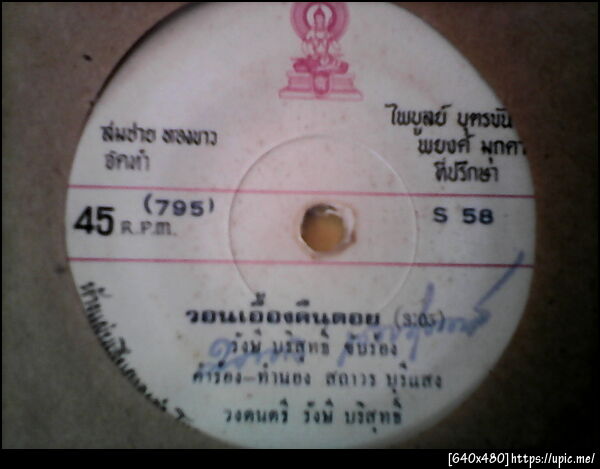 สมชาย ทองขาว
จัดทำ
ไพบูลย์ บุตรขัน
พยงค์ มุกดา
ที่ปรึกษา
(795)
45 R.P.M.
S 58
วอนเอื้องคืนดอย (3:05)
รังษี บริสุทธิ์ ขับร้อง
คำร้อง-ทำนอง สถาวร บุรีแสง
วงดนตรี รังษี บริสุทธิ์
[640x480]https://upic.me/